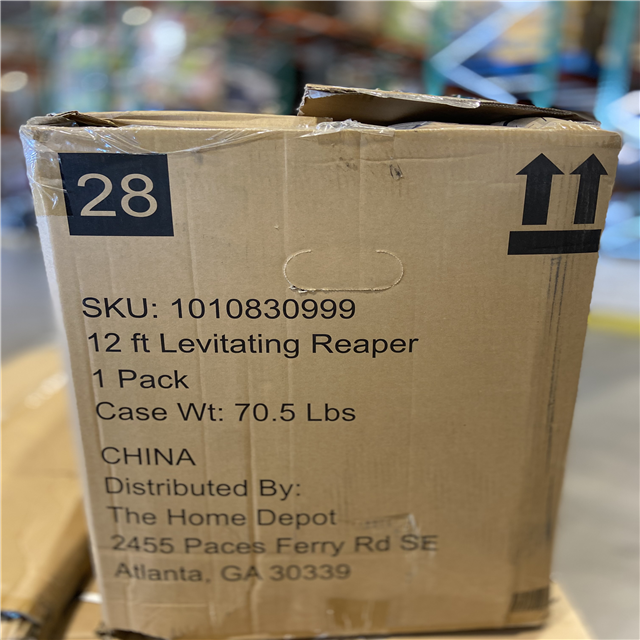 28
SKU: 1010830999
12 ft Levitating Reaper
1 Pack
Case Wt: 70.5 Lbs
CHINA
Distributed By:
The Home Depot
2455 Paces Ferry Rd SE
Atlanta, GA 30339